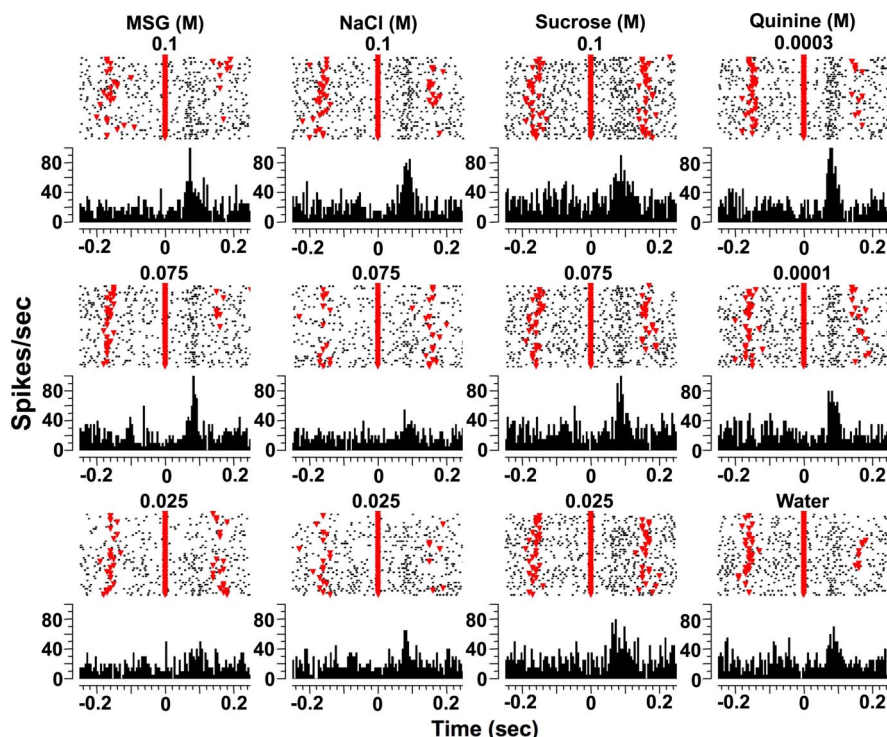 MSG (M) NaCl (M) Sucrose (M) Quinine (M)
0.1 0.1 0.1 0.0003
80 80 80 80
40 40 40 40
0 0 0 0
-0.2 0 0.2 -0.2 0 0.2 -0.2 0 0.2 -0.2 0 0.2
0.075 0.075 0.075 0.0001
Spikes/sec
80 80 80 80
40 40 40 40
0 0 0 0
-0.2 0 0.2 -0.2 0 0.2 -0.2 0 0.2 -0.2 0 0.2
0.025 0.025 0.025 Water
80 80 80 80
40 40 40 40
0 0 0 0
-0.2 0 0.2 -0.2 0 0.2 -0.2 0 0.2 -0.2 0 0.2
Time (sec)